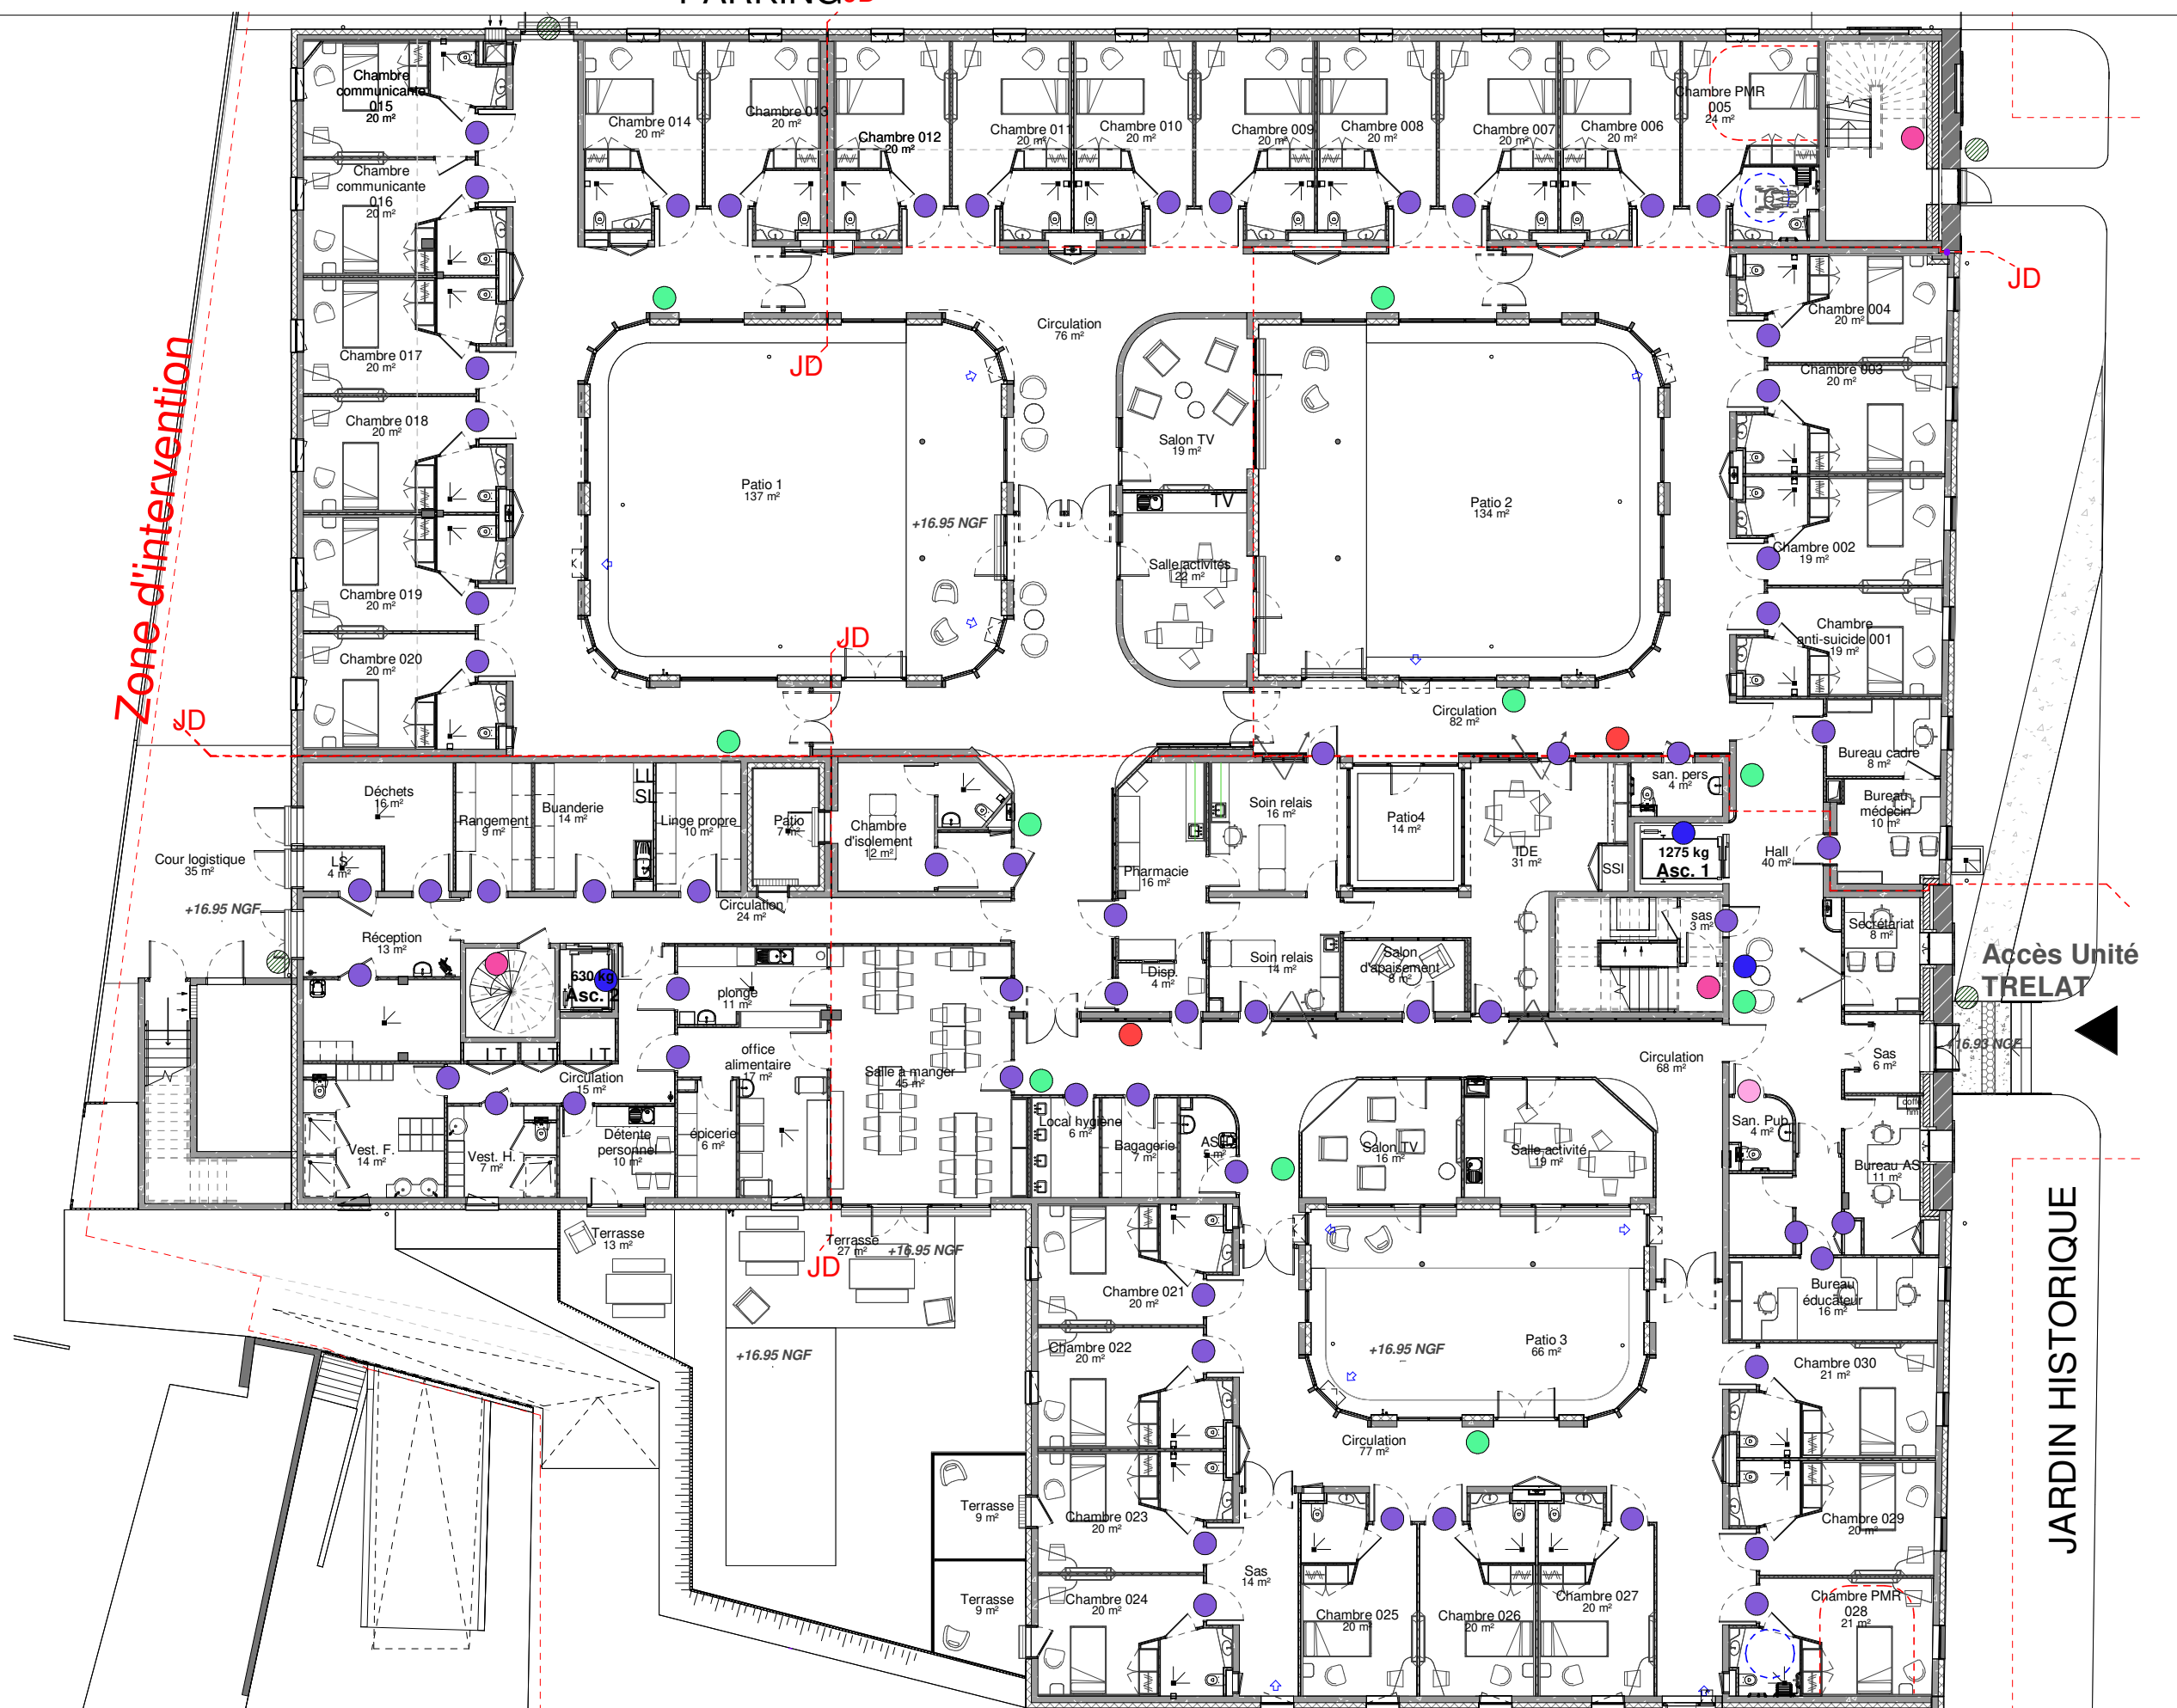 PARKING
JD
Chambre
communicante
015
20 m²
Chambre
communicante
016
20 m²
Chambre 014
20 m²
Chambre 013
20 m²
Chambre 012
20 m²
Chambre 011
20 m²
Chambre 010
20 m²
Chambre 009
20 m²
Chambre 008
20 m²
Chambre 007
20 m²
Chambre 006
20 m²
Chambre PMR
005
24 m²
JD
Chambre 004
20 m²
Chambre 003
20 m²
Chambre 002
19 m²
Chambre
anti-suicide 001
19 m²
Chambre 017
20 m²
Chambre 018
20 m²
Chambre 019
20 m²
Chambre 020
20 m²
Zone d'intervention
JD
Circulation
76 m²
JD
Patio 1
137 m²
+16.95 NGF
Salon TV
19 m²
TV
Salle activités
22 m²
Patio 2
134 m²
JD
Circulation
82 m²
Bureau cadre
8 m²
Bureau
médecin
10 m²
Déchets
16 m²
Rangement
9 m²
Buanderie
14 m²
LL
SL
Linge propre
10 m²
Patio
7 m²
Chambre
d'isolement
12 m²
Pharmacie
16 m²
Soin relais
16 m²
Patio4
14 m²
IDE
31 m²
SSI
san. pers
4 m²
1275 kg
Asc. 1
Hall
40 m²
Cour logistique
35 m²
LS
4 m²
+16.95 NGF
Circulation
24 m²
Réception
13 m²
630 kg
Asc. 2
plonge
11 m²
Disp.
4 m²
Soin relais
14 m²
Salon
d'apaisement
8 m²
sas
3 m²
Secrétariat
8 m²
Accès Unité
TRELAT
+16.93 NGF
Sas
6 m²
LT
LT
LT
Circulation
15 m²
office
alimentaire
17 m²
Salle à manger
45 m²
Circulation
68 m²
Vest. F.
14 m²
Vest. H.
7 m²
Détente
personnel
10 m²
épicerie
6 m²
Local hygiène
6 m²
Bagagerie
7 m²
Salon TV
16 m²
Salle activité
19 m²
San. Pub
4 m²
Bureau AS
11 m²
Terrasse
13 m²
Terrasse
27 m²
+16.95 NGF
JD
+16.95 NGF
Chambre 021
20 m²
Chambre 022
20 m²
Chambre 023
20 m²
Chambre 024
20 m²
Patio 3
66 m²
+16.95 NGF
Circulation
77 m²
Bureau
éducateur
16 m²
Chambre 030
21 m²
Chambre 029
20 m²
Chambre PMR
028
21 m²
Terrasse
9 m²
Terrasse
9 m²
Sas
14 m²
Chambre 025
20 m²
Chambre 026
20 m²
Chambre 027
20 m²
JARDIN HISTORIQUE